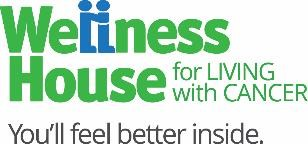 Wellness
House for LIVING
with CANCER
You'll feel better inside.